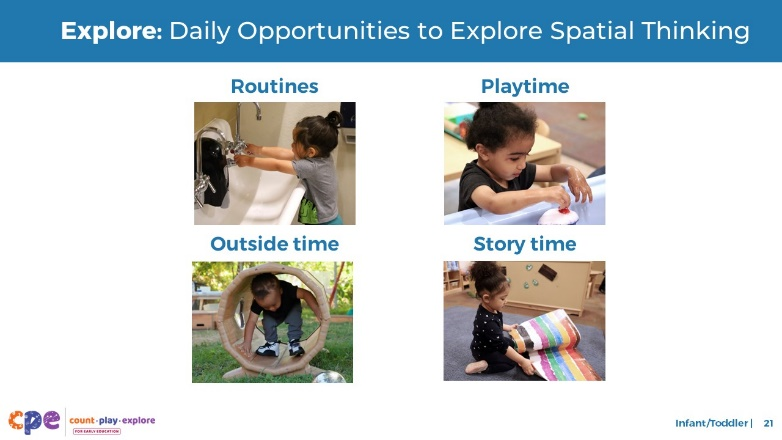 Explore: Daily Opportunities to Explore Spatial Thinking
Routines
Playtime
Outside time
Story time
cpe
count·play·explore
FOR EARLY EDUCATION
Infant/Toddler | 21